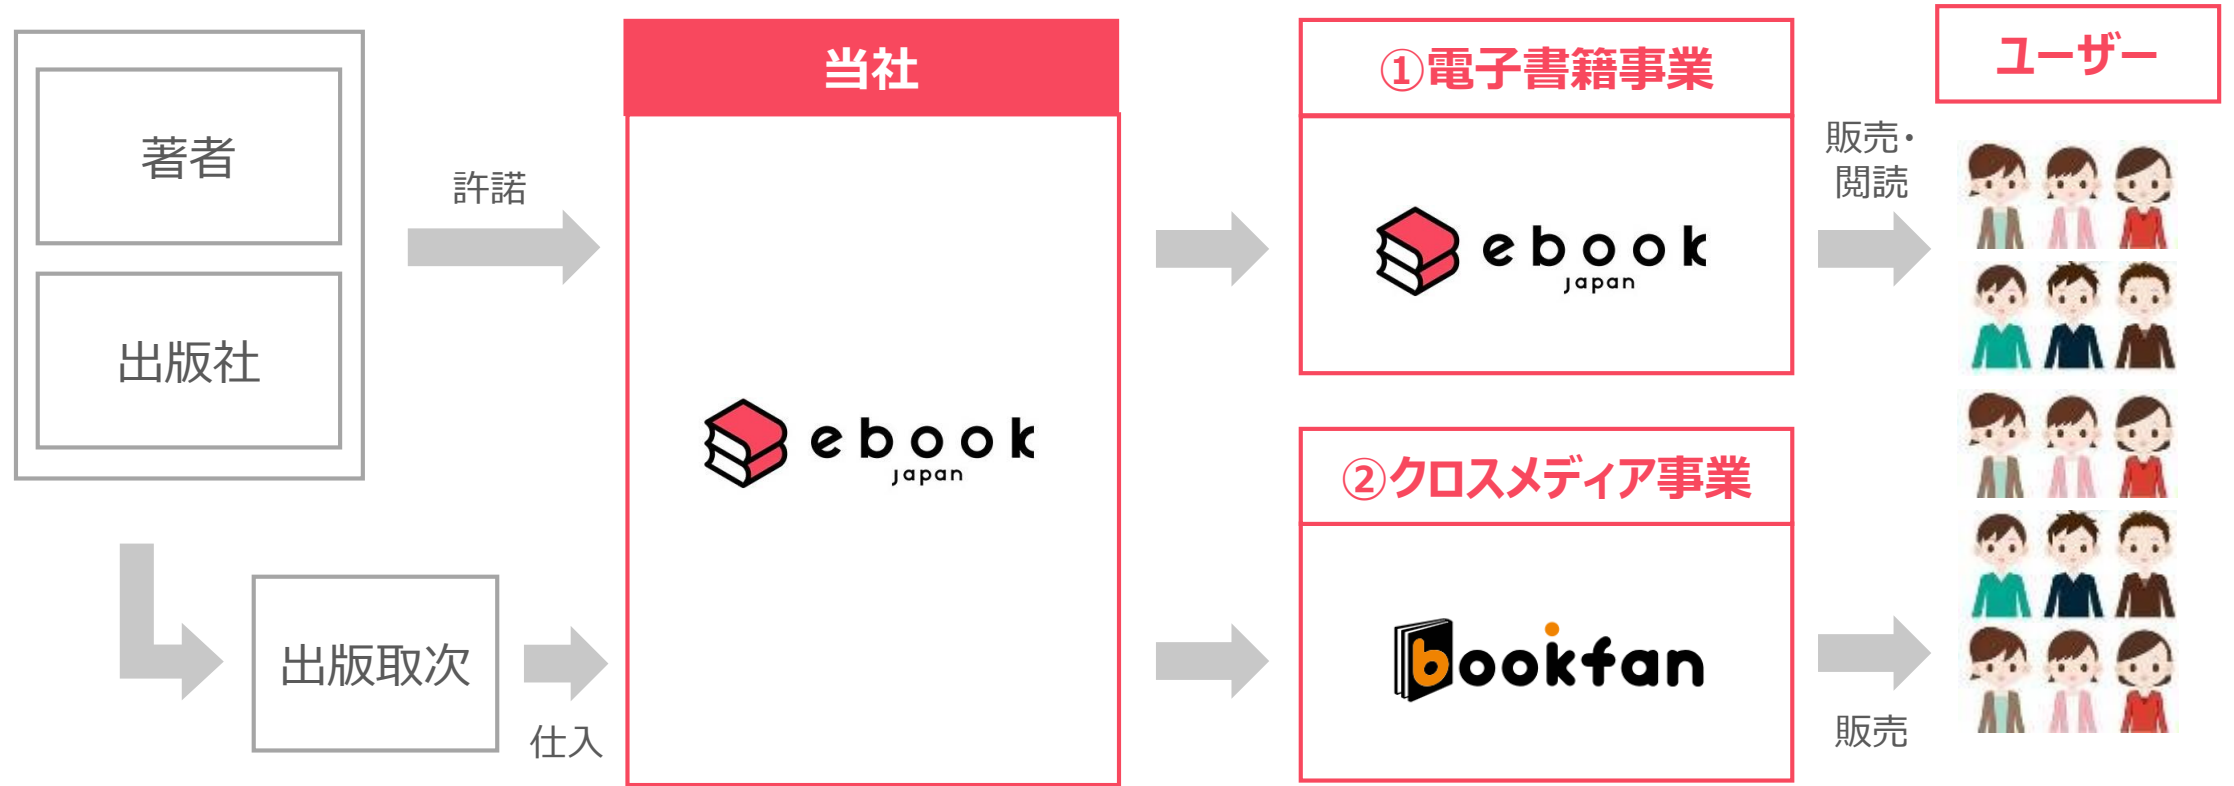 著者
出版社
許諾
出版取次
仕入
当社
ebook
japan
①電子書籍事業
ebook
japan
販売・
閲読
②クロスメディア事業
bookfan
販売
ユーザー